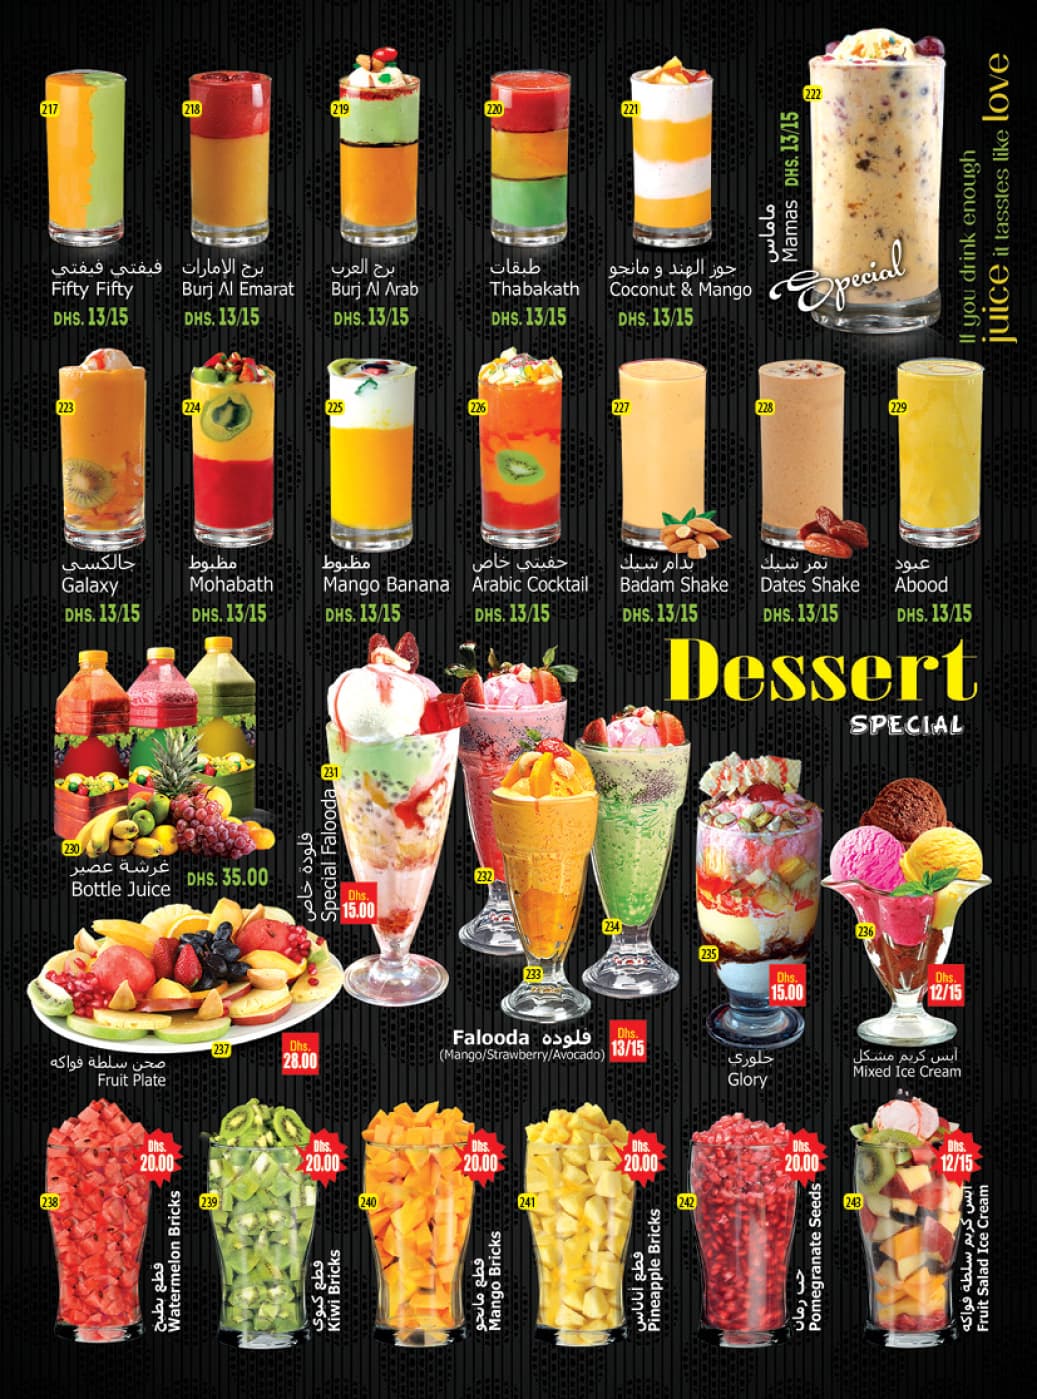 217
218
219
220
221
222
فيفتي فيفتي
Fifty Fifty
DHS. 13/15
برج الإمارات
Burj Al Emarat
DHS. 13/15
برج العرب
Burj Al Arab
DHS. 13/15
طبقات
Thabakath
DHS. 13/15
جوز الهند و مانجو
Coconut & Mango
DHS. 13/15
ماماس
Mamas DHS. 13/15
Special
If you drink enough
juice it tasstes like love
223
224
225
226
227
228
229
جالكسي
Galaxy
DHS. 13/15
مظبوط
Mohabath
DHS. 13/15
مظبوط
Mango Banana
DHS. 13/15
حفيتي خاص
Arabic Cocktail
DHS. 13/15
بدام شيك
Badam Shake
DHS. 13/15
تمر شيك
Dates Shake
DHS. 13/15
عبود
Abood
DHS. 13/15
Dessert
SPECIAL
230
غرشة عصير
Bottle Juice
DHS. 35.00
231
فلودة خاص
Special Falooda
Dhs.
15.00
232
233
234
Falooda فلوده
(Mango/Strawberry/Avocado)
Dhs.
13/15
235
Dhs.
15.00
جلوري
Glory
236
Dhs.
12/15
آيس كريم مشكل
Mixed Ice Cream
237
صحن سلطة فواكه
Fruit Plate
Dhs.
28.00
238
Dhs.
20.00
قطع بطيخ
Watermelon Bricks
239
Dhs.
20.00
قطع كيوي
Kiwi Bricks
240
Dhs.
20.00
قطع مانجو
Mango Bricks
241
Dhs.
20.00
قطع أناناس
Pineapple Bricks
242
Dhs.
20.00
حب رمان
Pomegranate Seeds
243
Dhs.
12/15
آيس كريم سلطة فواكه
Fruit Salad Ice Cream